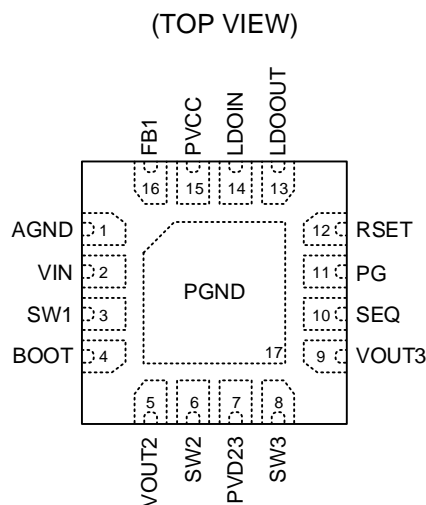 (TOP VIEW)
FB1
PVCC
LDOIN
LDOOUT
16
15
14
13
AGND 1
12 RSET
VIN 2
11 PG
PGND
SW1 3
10 SEQ
BOOT 4
17
9 VOUT3
5
6
7
8
VOUT2
SW2
PVD23
SW3